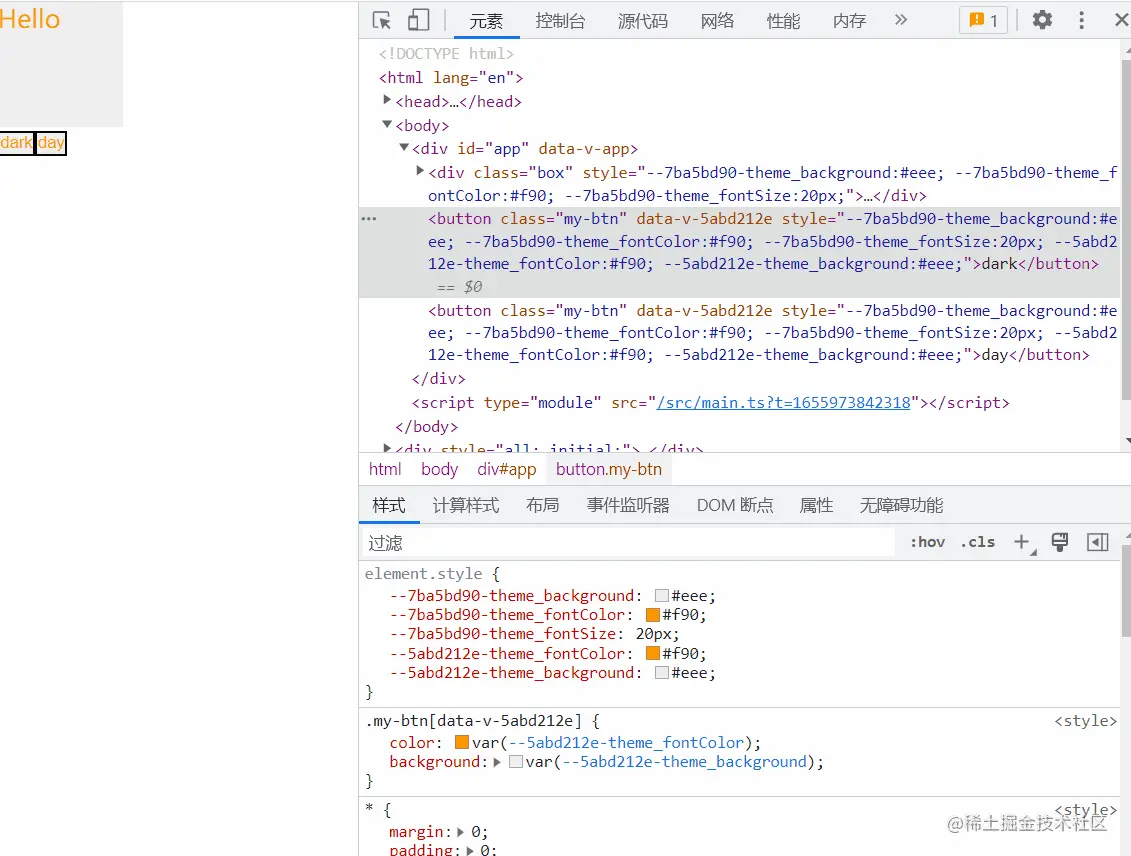 Hello
dark day
元素 控制台 源代码 网络 性能 内存 » 1
<!DOCTYPE html>
<html lang="en">
<head>…</head>
<body>
<div id="app" data-v-app>
<div class="box" style="--7ba5bd90-theme_background:#eee; --7ba5bd90-theme_f
ontColor:#f90; --7ba5bd90-theme_fontSize:20px;">…</div>
<button class="my-btn" data-v-5abd212e style="--7ba5bd90-theme_background:#e
ee; --7ba5bd90-theme_fontColor:#f90; --7ba5bd90-theme_fontSize:20px; --5abd2
12e-theme_fontColor:#f90; --5abd212e-theme_background:#eee;">dark</button>
== $0
<button class="my-btn" data-v-5abd212e style="--7ba5bd90-theme_background:#e
ee; --7ba5bd90-theme_fontColor:#f90; --7ba5bd90-theme_fontSize:20px; --5abd2
12e-theme_fontColor:#f90; --5abd212e-theme_background:#eee;">day</button>
</div>
<script type="module" src="/src/main.ts?t=1655973842318"></script>
</body>
<div style="all: initial;">…</div>
html body div#app button.my-btn
样式 计算样式 布局 事件监听器 DOM 断点 属性 无障碍功能
过滤 :hov .cls +
element.style {
--7ba5bd90-theme_background: #eee;
--7ba5bd90-theme_fontColor: #f90;
--7ba5bd90-theme_fontSize: 20px;
--5abd212e-theme_fontColor: #f90;
--5abd212e-theme_background: #eee;
}
.my-btn[data-v-5abd212e] { <style>
color: var(--5abd212e-theme_fontColor);
background: var(--5abd212e-theme_background);
}
* { <style>
margin: 0;
padding: 0;
@稀土掘金技术社区